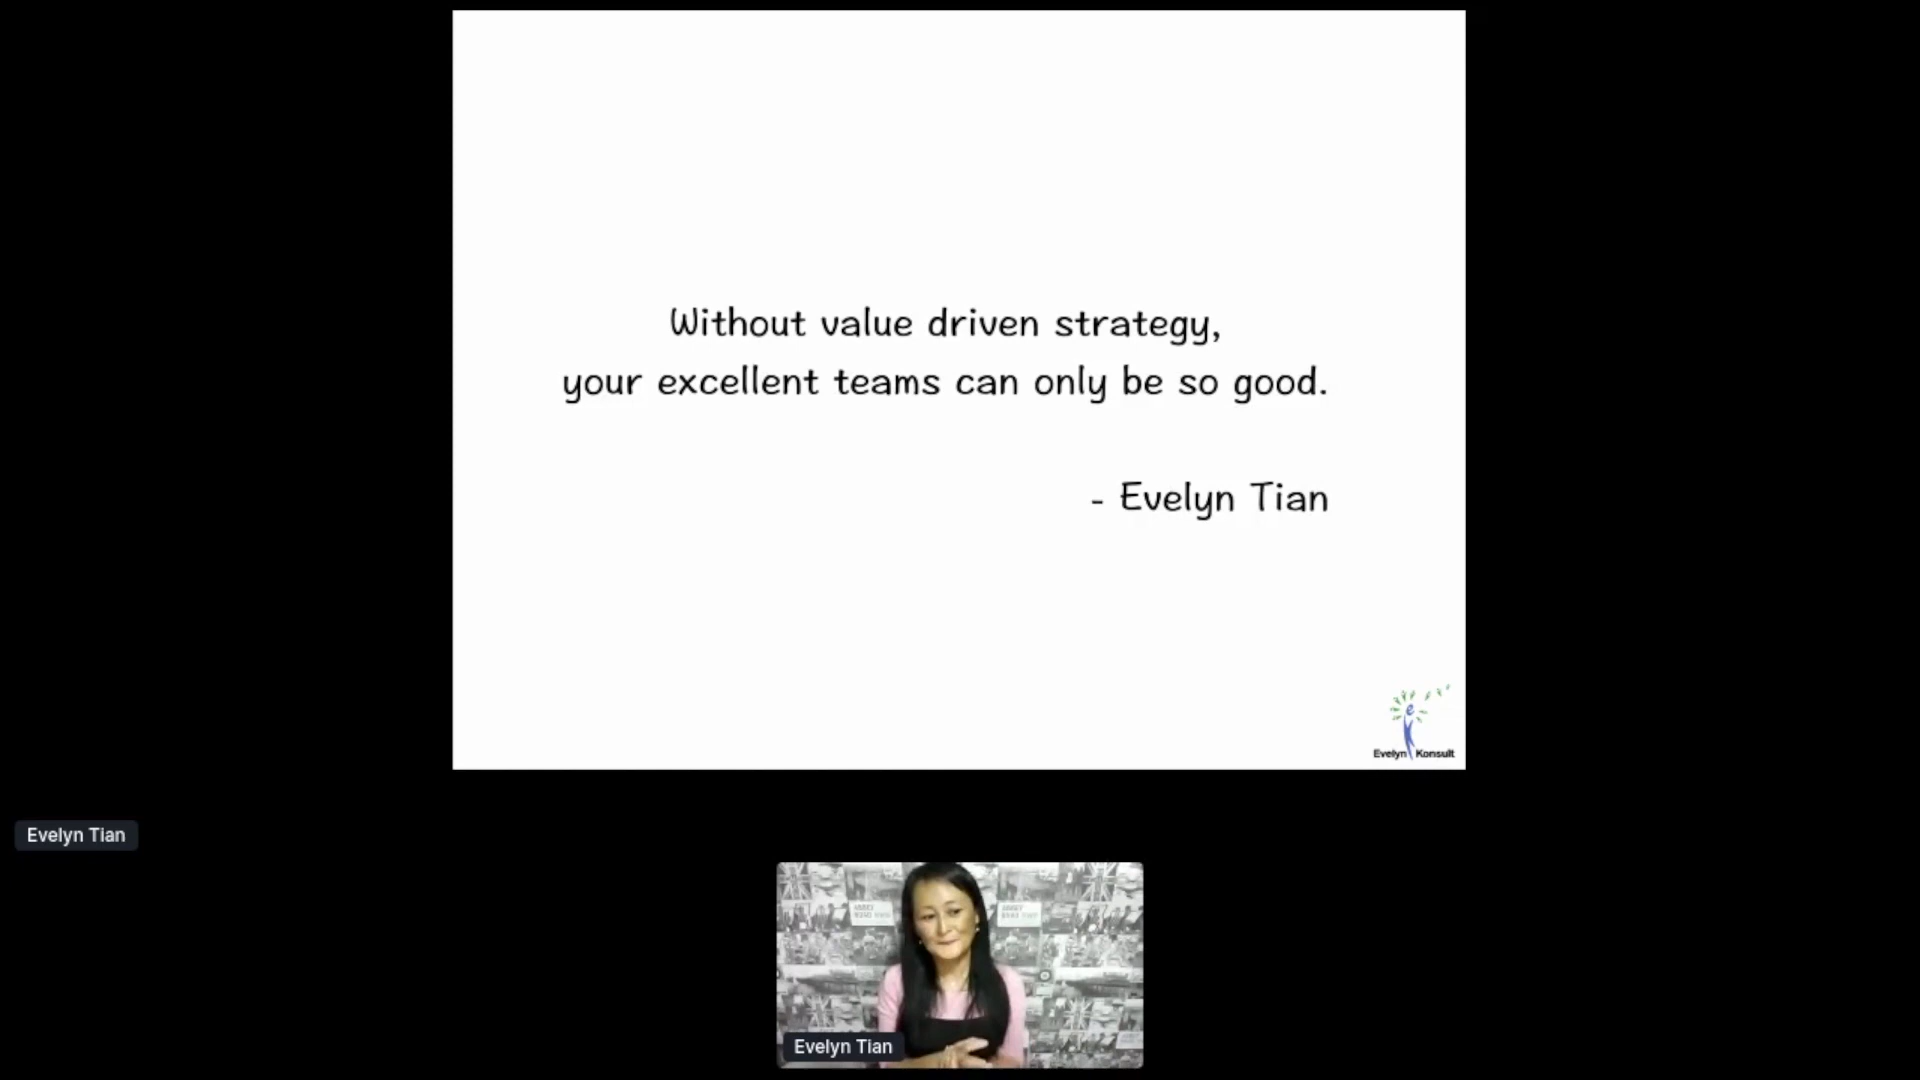 Without value driven strategy,
your excellent teams can only be so good.
- Evelyn Tian
e
Evelyn Konsult
Evelyn Tian
Evelyn Tian